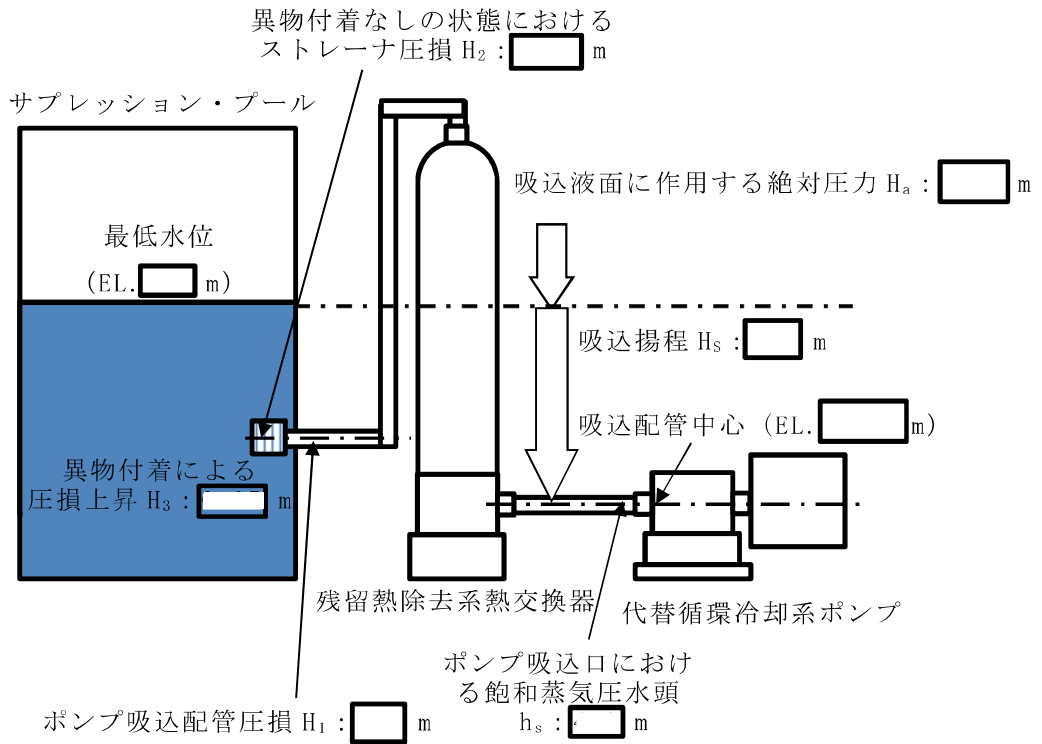 異物付着なしの状態における
ストレーナ圧損 H₂： m
サプレッション・プール
吸込液面に作用する絶対圧力 Hₐ： m
最低水位
(EL. m)
吸込揚程 Hₛ： m
吸込配管中心 (EL. m)
異物付着による
圧損上昇 H₃： m
残留熱除去系熱交換器
代替循環冷却系ポンプ
ポンプ吸込口におけ
る飽和蒸気圧水頭
hₛ： m
ポンプ吸込配管圧損 H₁： m